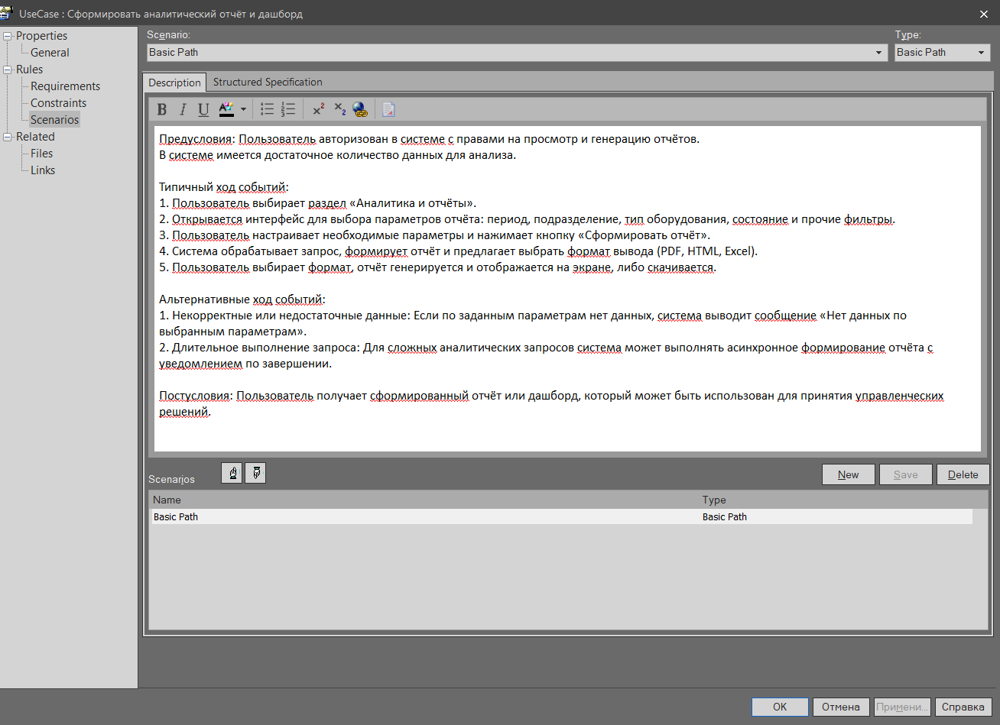 UseCase : Сформировать аналитический отчёт и дашборд
Properties
General
Rules
Requirements
Constraints
Scenarios
Related
Files
Links
Scenario:
Type:
Basic Path
Basic Path
Description
Structured Specification
Предусловия: Пользователь авторизован в системе с правами на просмотр и генерацию отчётов.
В системе имеется достаточное количество данных для анализа.
Типичный ход событий:
1. Пользователь выбирает раздел «Аналитика и отчёты».
2. Открывается интерфейс для выбора параметров отчёта: период, подразделение, тип оборудования, состояние и прочие фильтры.
3. Пользователь настраивает необходимые параметры и нажимает кнопку «Сформировать отчёт».
4. Система обрабатывает запрос, формирует отчёт и предлагает выбрать формат вывода (PDF, HTML, Excel).
5. Пользователь выбирает формат, отчёт генерируется и отображается на экране, либо скачивается.
Альтернативные ход событий:
1. Некорректные или недостаточные данные: Если по заданным параметрам нет данных, система выводит сообщение «Нет данных по
выбранным параметрам».
2. Длительное выполнение запроса: Для сложных аналитических запросов система может выполнять асинхронное формирование отчёта с
уведомлением по завершении.
Постусловия: Пользователь получает сформированный отчёт или дашборд, который может быть использован для принятия управленческих
решений.
Scenarios
New
Save
Delete
Name
Type
Basic Path
Basic Path
OK
Отмена
Примени...
Справка